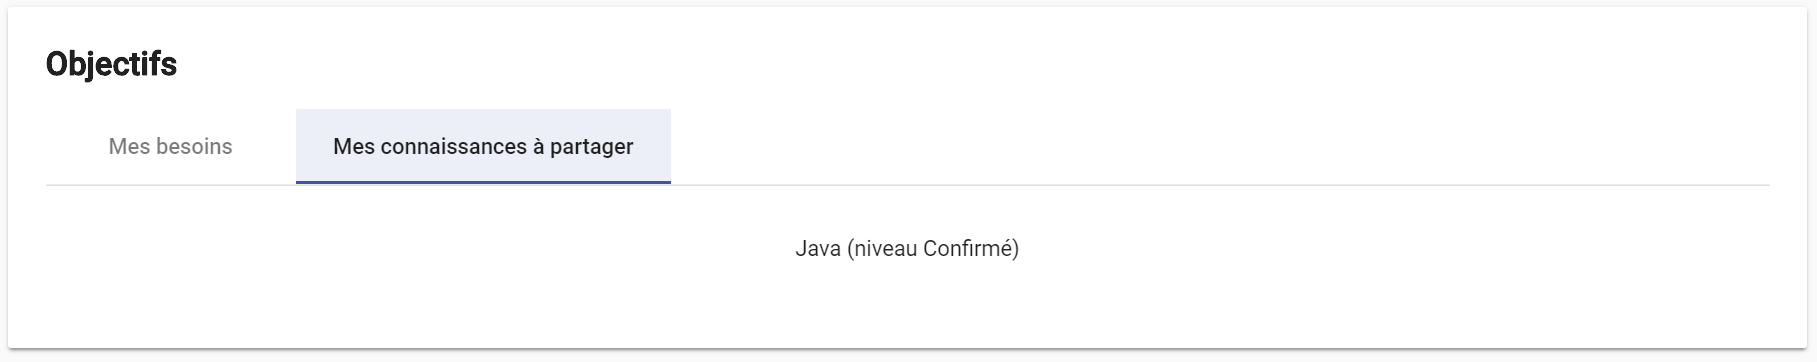 Objectifs
Mes besoins
Mes connaissances à partager
Java (niveau Confirmé)